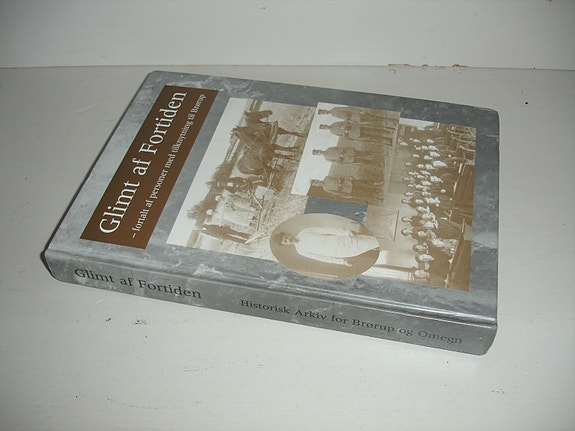 Glimt af Fortiden
– fortalt af personer med tilknytning til Brørup
Glimt af Fortiden
Historisk Arkiv for Brørup og Omegn